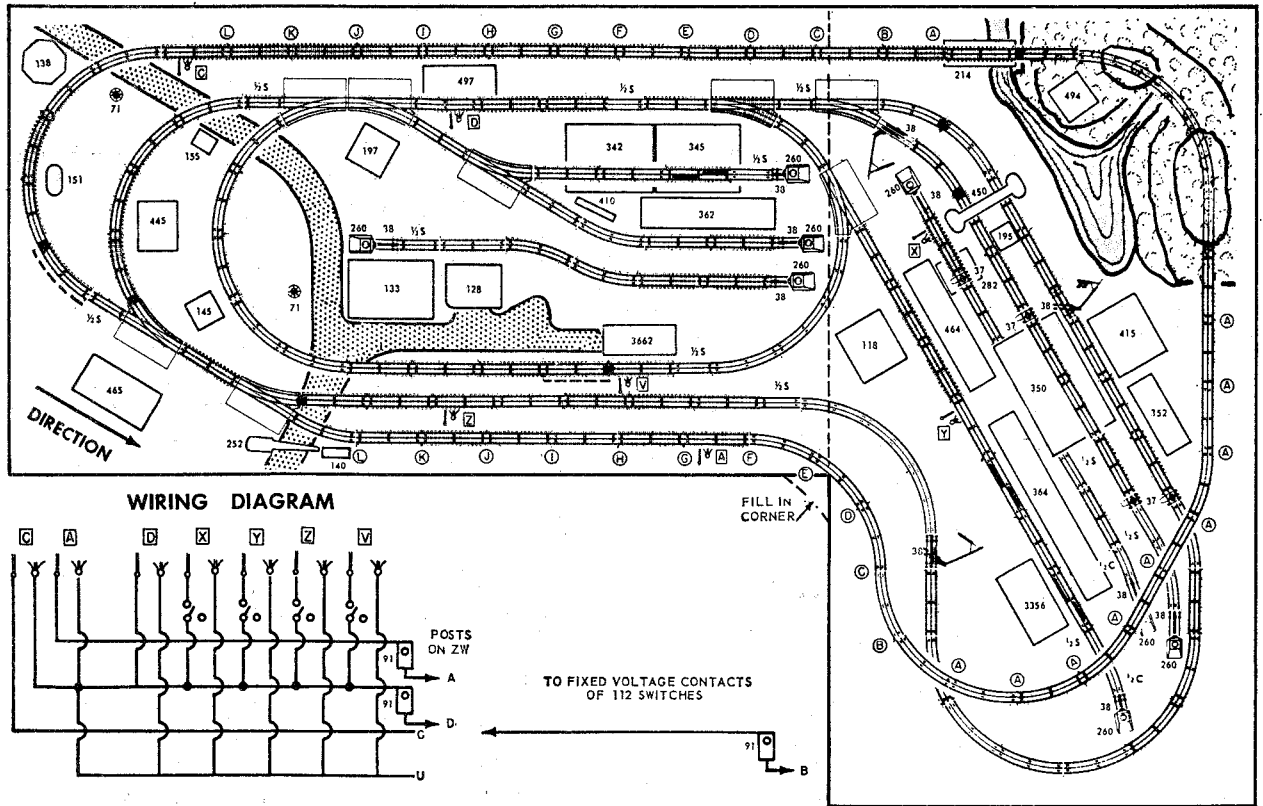 L K J I H G F E D C B A
138
C
214
½ S
497
½ S
494
71
D
38
155
197
342
345
½ S
260
38
260
38
450
151
410
362
445
260
38
½ S
38
260
X
195
37
282
38
133
128
260
38
464
37
415
A
71
145
½ S
3662
½ S
118
350
A
465
V
½ S
352
Z
Y
A
DIRECTION
252
140
L K J I H G A F
E
FILL IN
CORNER
D
364
½ S
37
½ S
A
WIRING DIAGRAM
C A D X Y Z V
38
C
½ C
38
A
3356
B
A
38
260
260
POSTS
ON ZW
91
A
½ S
A A A
½ C
TO FIXED VOLTAGE CONTACTS
OF 112 SWITCHES
38
260
91
D
C
91
B
U